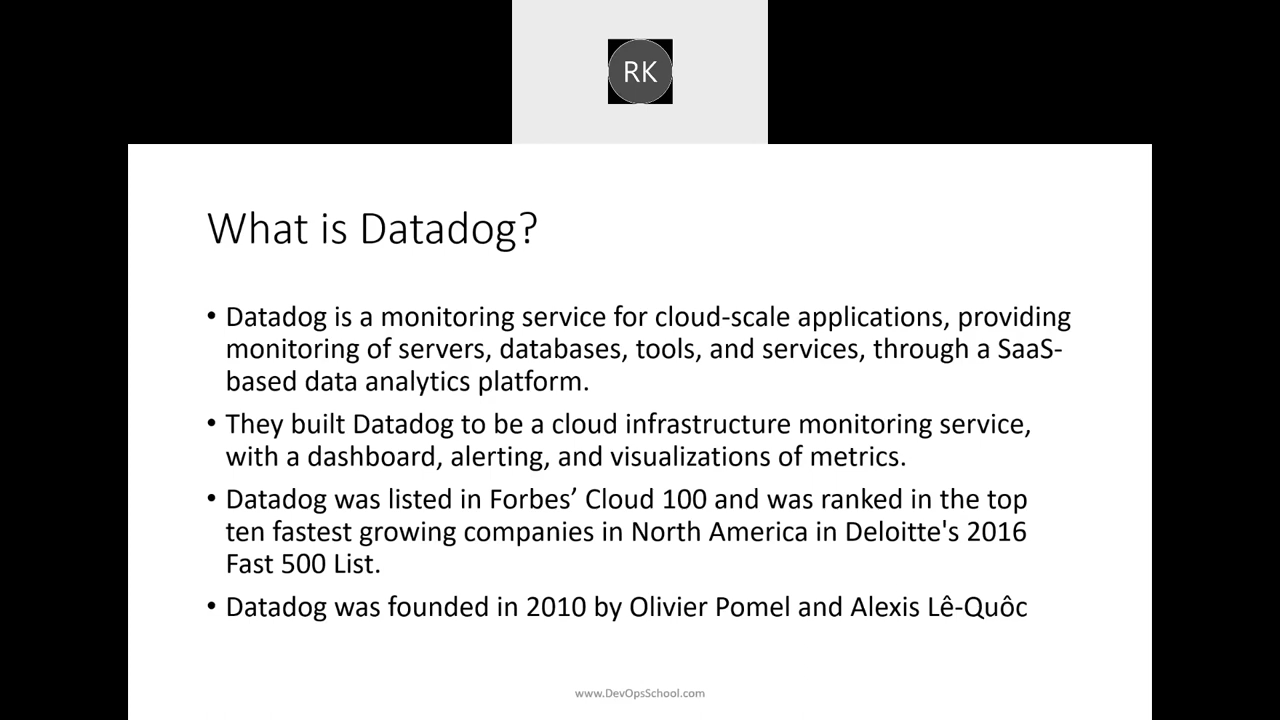 RK
What is Datadog?
• Datadog is a monitoring service for cloud-scale applications, providing
monitoring of servers, databases, tools, and services, through a SaaS-
based data analytics platform.
• They built Datadog to be a cloud infrastructure monitoring service,
with a dashboard, alerting, and visualizations of metrics.
• Datadog was listed in Forbes’ Cloud 100 and was ranked in the top
ten fastest growing companies in North America in Deloitte's 2016
Fast 500 List.
• Datadog was founded in 2010 by Olivier Pomel and Alexis Lê-Quôc
www.DevOpsSchool.com